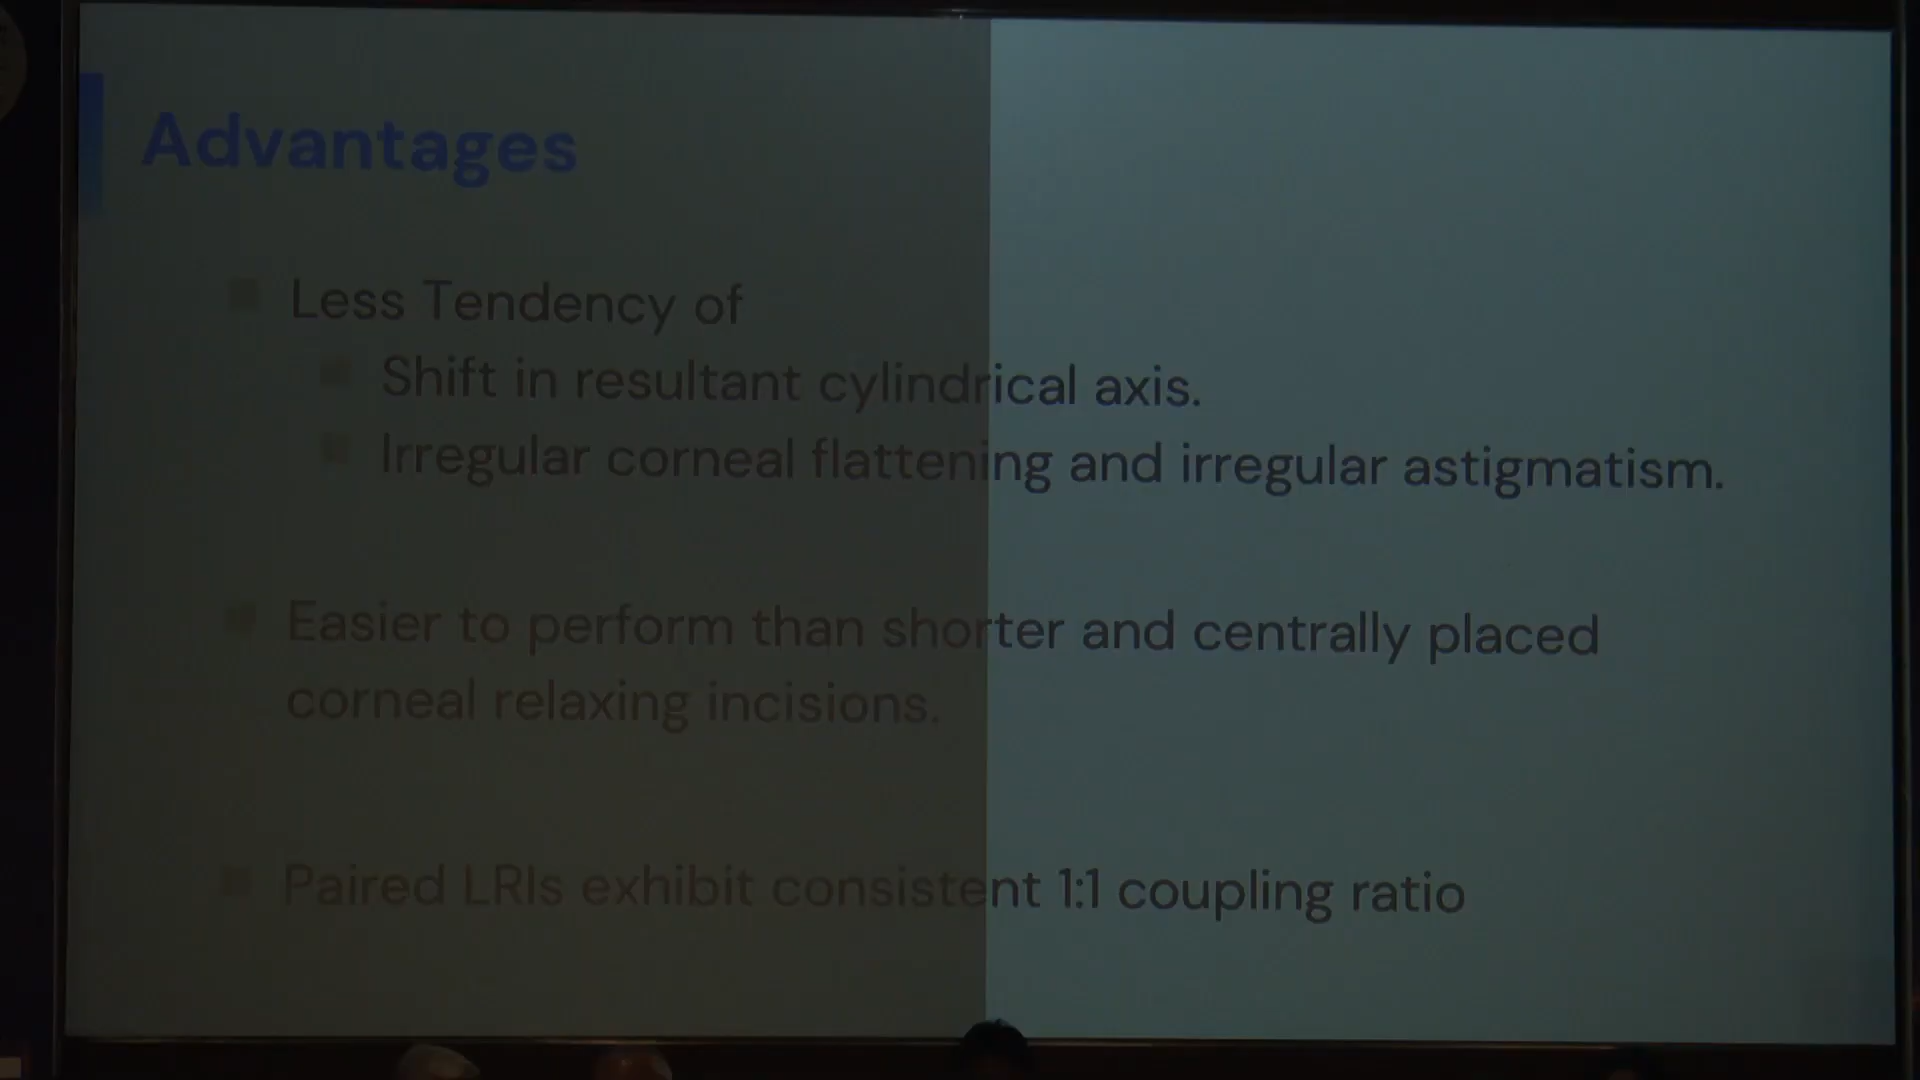 Advantages
Less Tendency of
Shift in resultant cylindrical axis.
Irregular corneal flattening and irregular astigmatism.
Easier to perform than shorter and centrally placed
corneal relaxing incisions.
Paired LRIs exhibit consistent 1:1 coupling ratio